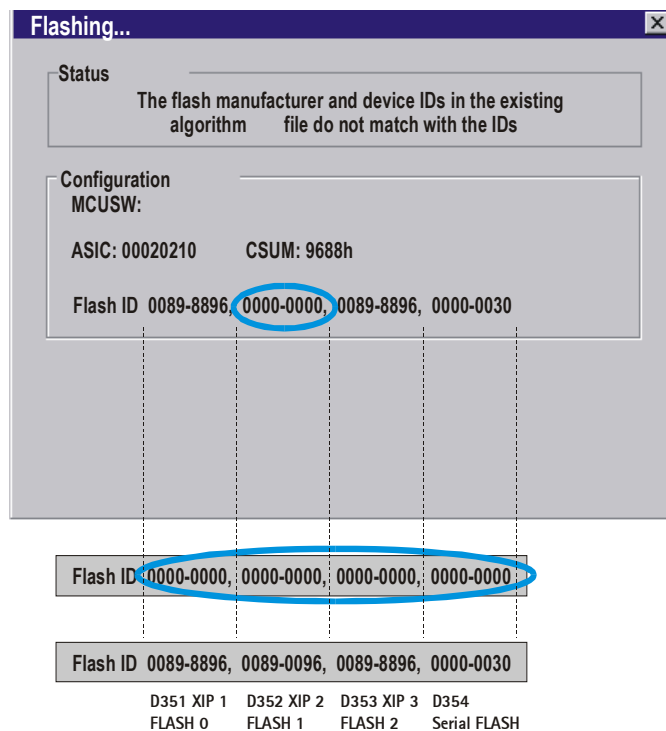 Flashing...
Status
The flash manufacturer and device IDs in the existing
algorithm file do not match with the IDs
Configuration
MCUSW:
ASIC: 00020210 CSUM: 9688h
Flash ID 0089-8896, 0000-0000, 0089-8896, 0000-0030
Flash ID 0000-0000, 0000-0000, 0000-0000, 0000-0000
Flash ID 0089-8896, 0089-0096, 0089-8896, 0000-0030
D351 XIP 1 D352 XIP 2 D353 XIP 3 D354
FLASH 0 FLASH 1 FLASH 2 Serial FLASH